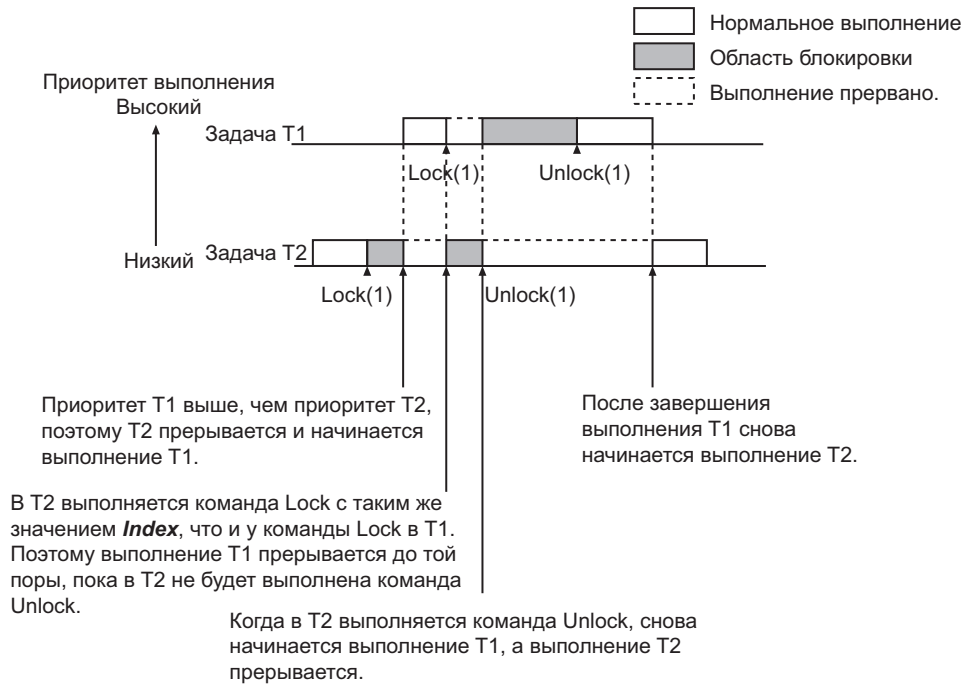 Нормальное выполнение
Область блокировки
Выполнение прервано.
Приоритет выполнения
Высокий
Задача T1
Lock(1)
Unlock(1)
Низкий
Задача T2
Lock(1)
Unlock(1)
Приоритет T1 выше, чем приоритет T2,
поэтому T2 прерывается и начинается
выполнение T1.
После завершения
выполнения T1 снова
начинается выполнение T2.
В T2 выполняется команда Lock с таким же
значением Index, что и у команды Lock в T1.
Поэтому выполнение T1 прерывается до той
поры, пока в T2 не будет выполнена команда
Unlock.
Когда в T2 выполняется команда Unlock, снова
начинается выполнение T1, а выполнение T2
прерывается.